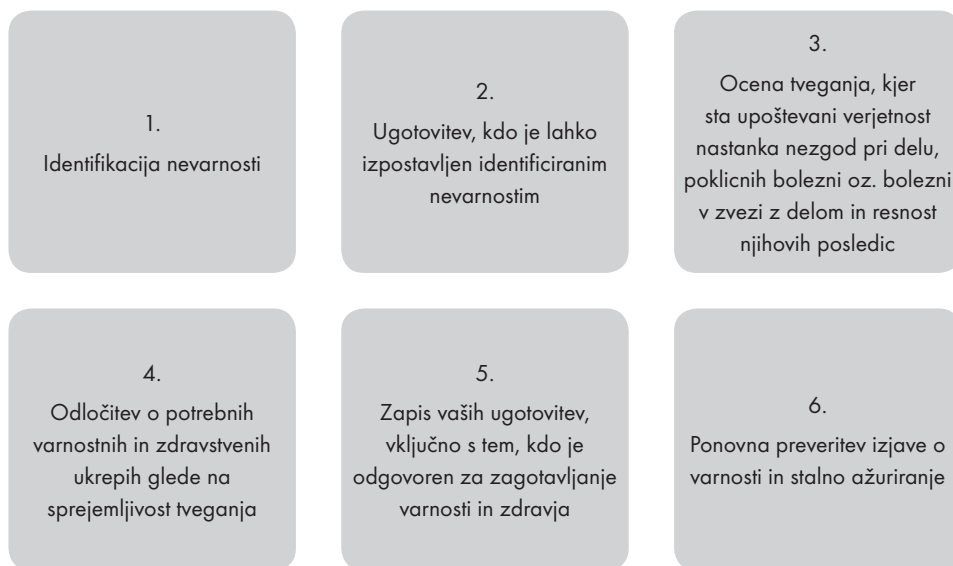 1.
Identifikacija nevarnosti
2.
Ugotovitev, kdo je lahko
izpostavljen identificiranim
nevarnostim
3.
Ocena tveganja, kjer
sta upoštevani verjetnost
nastanka nezgod pri delu,
poklicnih bolezni oz. bolezni
v zvezi z delom in resnost
njihovih posledic
4.
Odločitev o potrebnih
varnostnih in zdravstvenih
ukrepih glede na
sprejemljivost tveganja
5.
Zapis vaših ugotovitev,
vključno s tem, kdo je
odgovoren za zagotavljanje
varnosti in zdravja
6.
Ponovna preveritev izjave o
varnosti in stalno ažuriranje